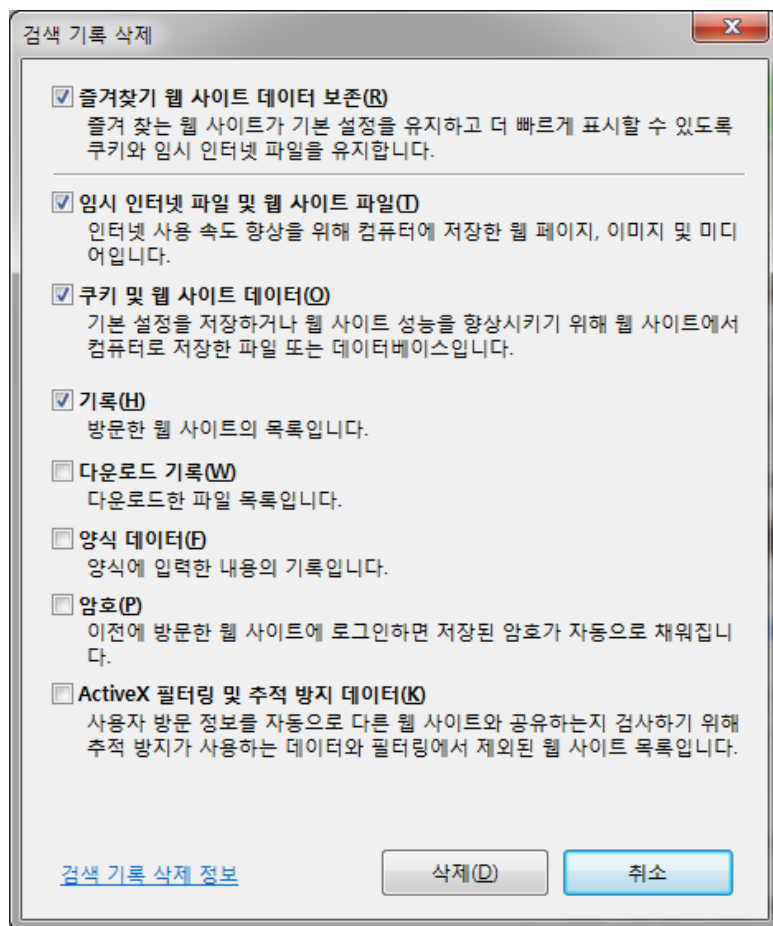 검색 기록 삭제
즐겨찾기 웹 사이트 데이터 보존(R)
즐겨 찾는 웹 사이트가 기본 설정을 유지하고 더 빠르게 표시할 수 있도록
쿠키와 임시 인터넷 파일을 유지합니다.
임시 인터넷 파일 및 웹 사이트 파일(T)
인터넷 사용 속도 향상을 위해 컴퓨터에 저장한 웹 페이지, 이미지 및 미디
어입니다.
쿠키 및 웹 사이트 데이터(O)
기본 설정을 저장하거나 웹 사이트 성능을 향상시키기 위해 웹 사이트에서
컴퓨터로 저장한 파일 또는 데이터베이스입니다.
기록(H)
방문한 웹 사이트의 목록입니다.
다운로드 기록(W)
다운로드한 파일 목록입니다.
양식 데이터(F)
양식에 입력한 내용의 기록입니다.
암호(P)
이전에 방문한 웹 사이트에 로그인하면 저장된 암호가 자동으로 채워집니
다.
ActiveX 필터링 및 추적 방지 데이터(K)
사용자 방문 정보를 자동으로 다른 웹 사이트와 공유하는지 검사하기 위해
추적 방지가 사용하는 데이터와 필터링에서 제외된 웹 사이트 목록입니다.
검색 기록 삭제 정보 삭제(D) 취소